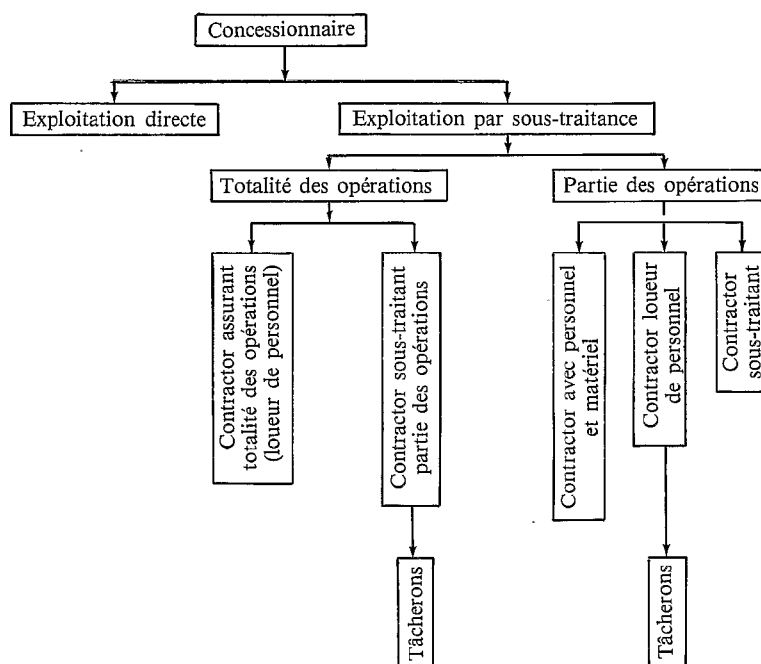 Concessionnaire
Exploitation directe
Exploitation par sous-traitance
Totalité des opérations
Partie des opérations
Contractor assurant
totalité des opérations
(loueur de personnel)
Contractor sous-traitant
partie des opérations
Contractor avec personnel
et matériel
Contractor loueur
de personnel
Contractor
sous-traitant
Tâcherons
Tâcherons